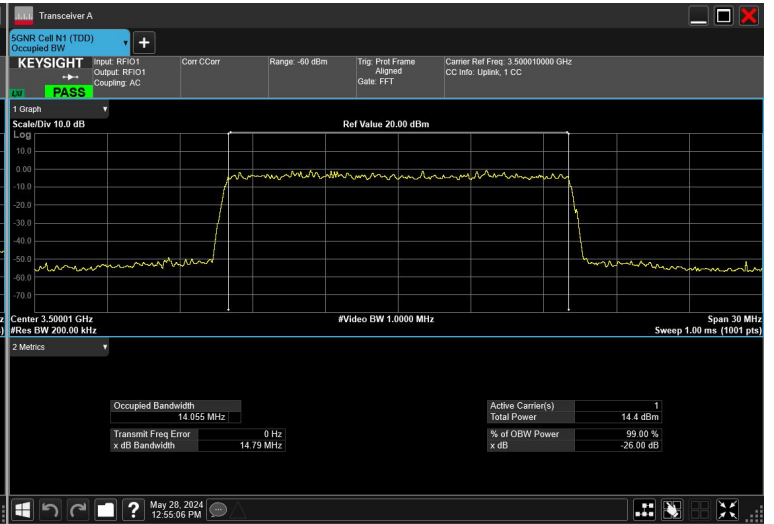 Transceiver A
5GNR Cell N1 (TDD)
Occupied BW
KEYSIGHT
Input: RFIO1
Output: RFIO1
Coupling: AC
Corr CCorr
Range: -60 dBm
Trig: Prot Frame
Aligned
Gate: FFT
Carrier Ref Freq: 3.500010000 GHz
CC Info: Uplink, 1 CC
LXI
PASS
1 Graph
Scale/Div 10.0 dB
Ref Value 20.00 dBm
Log
10.0
0.00
-10.0
-20.0
-30.0
-40.0
-50.0
-60.0
-70.0
Center 3.50001 GHz
#Video BW 1.0000 MHz
Span 30 MHz
#Res BW 200.00 kHz
Sweep 1.00 ms (1001 pts)
2 Metrics
Occupied Bandwidth
14.055 MHz
Transmit Freq Error 0 Hz
x dB Bandwidth 14.79 MHz
Active Carrier(s) 1
Total Power 14.4 dBm
% of OBW Power 99.00 %
x dB -26.00 dB
? May 28, 2024
12:55:06 PM